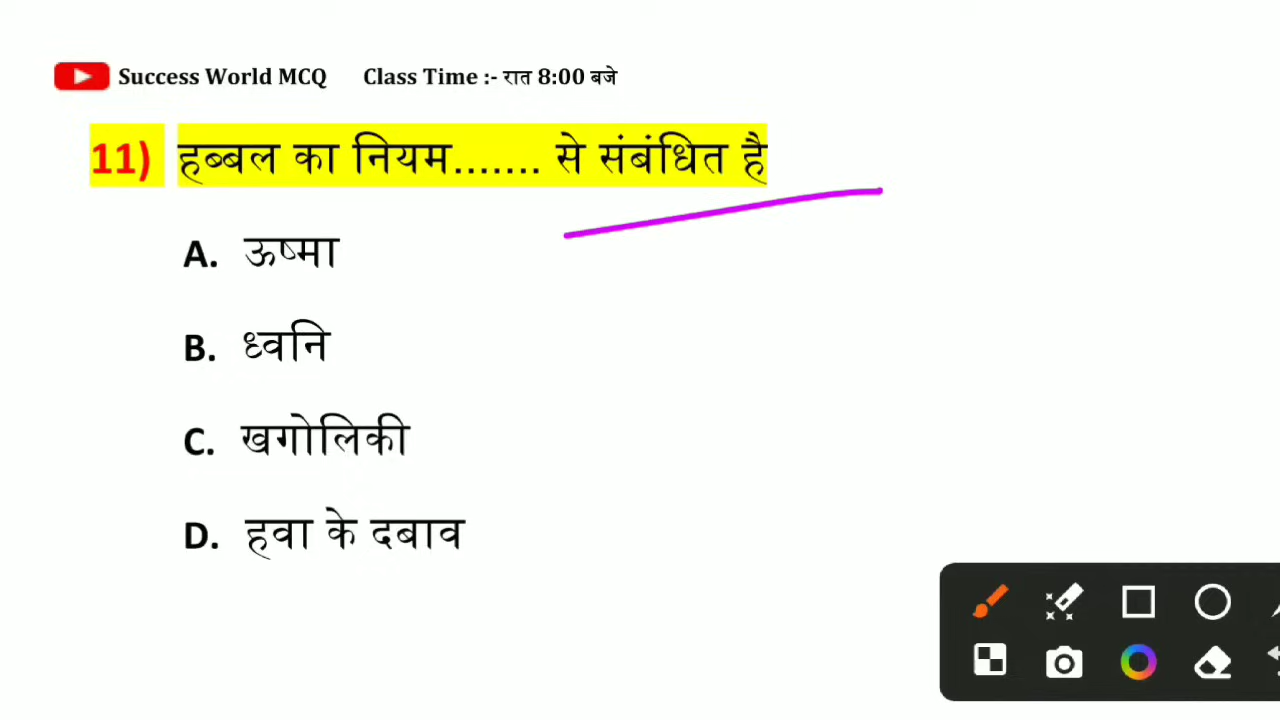 Success World MCQ Class Time :- रात 8:00 बजे
11) हब्बल का नियम....... से संबंधित है
A. ऊष्मा
B. ध्वनि
C. खगोलिकी
D. हवा के दबाव